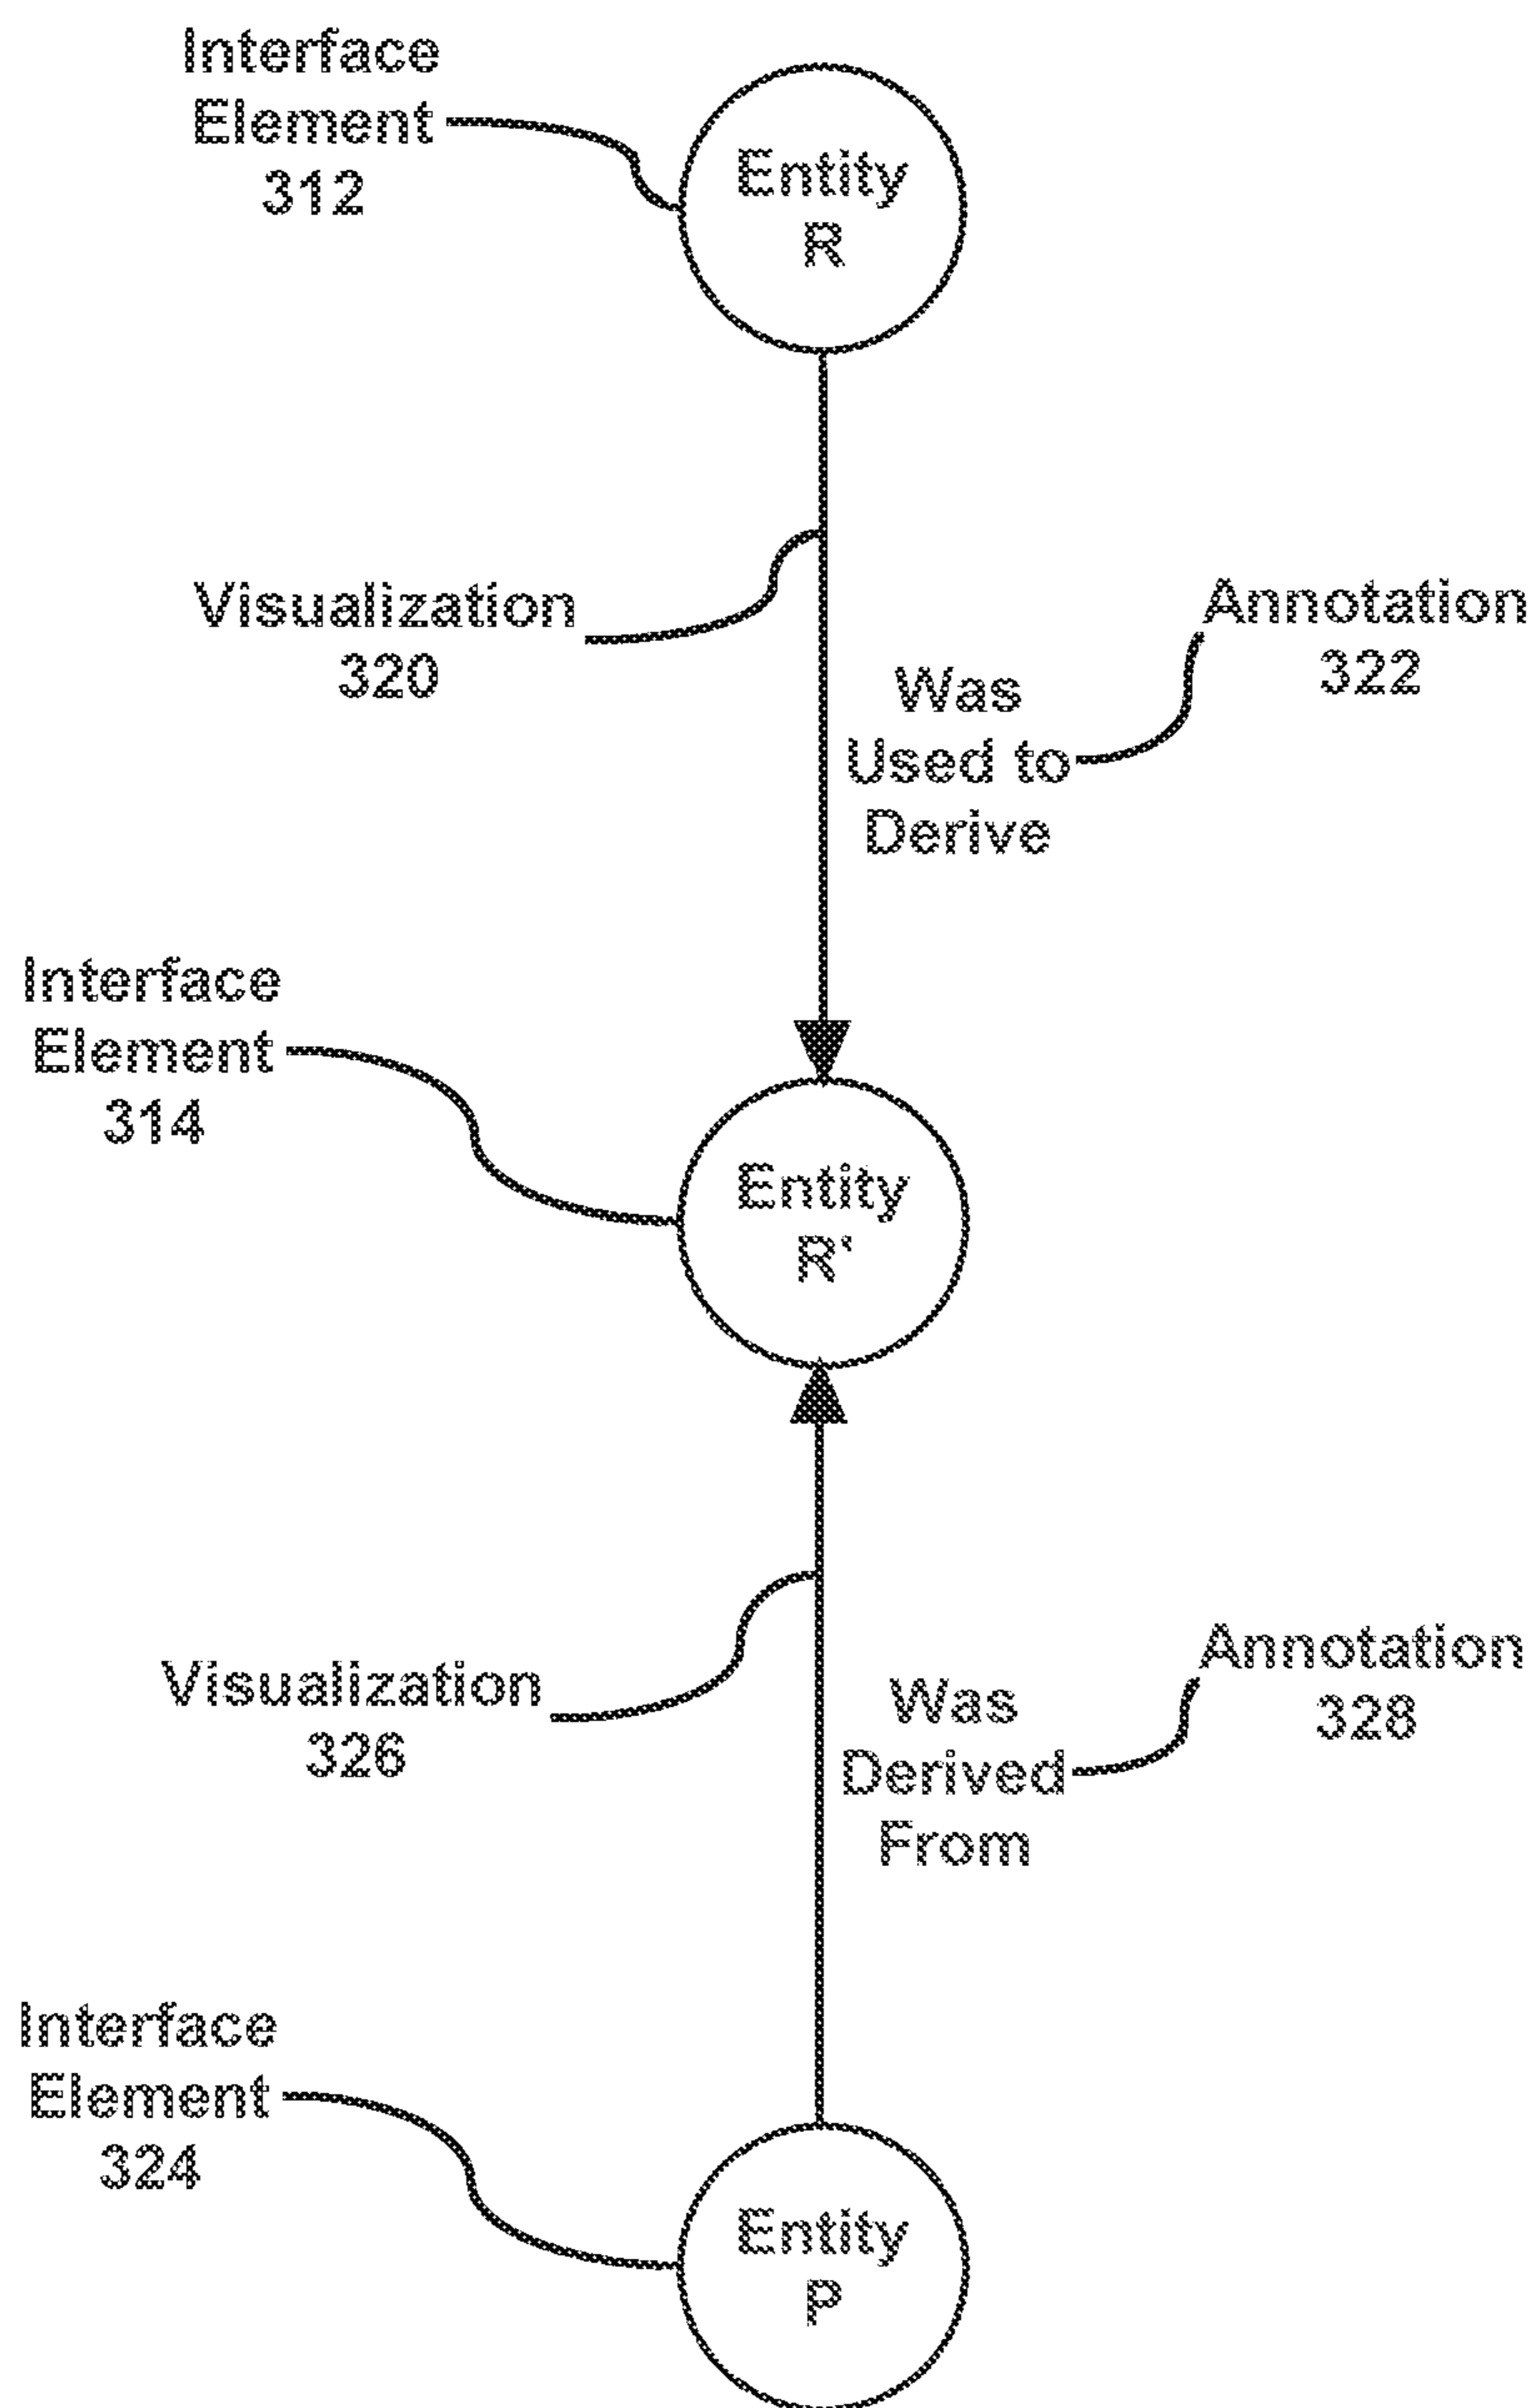 Interface
Element
312
Entity
R
Visualization
320
Annotation
322
Was
Used to
Derive
Interface
Element
314
Entity
R'
Visualization
326
Annotation
328
Was
Derived
From
Interface
Element
324
Entity
P